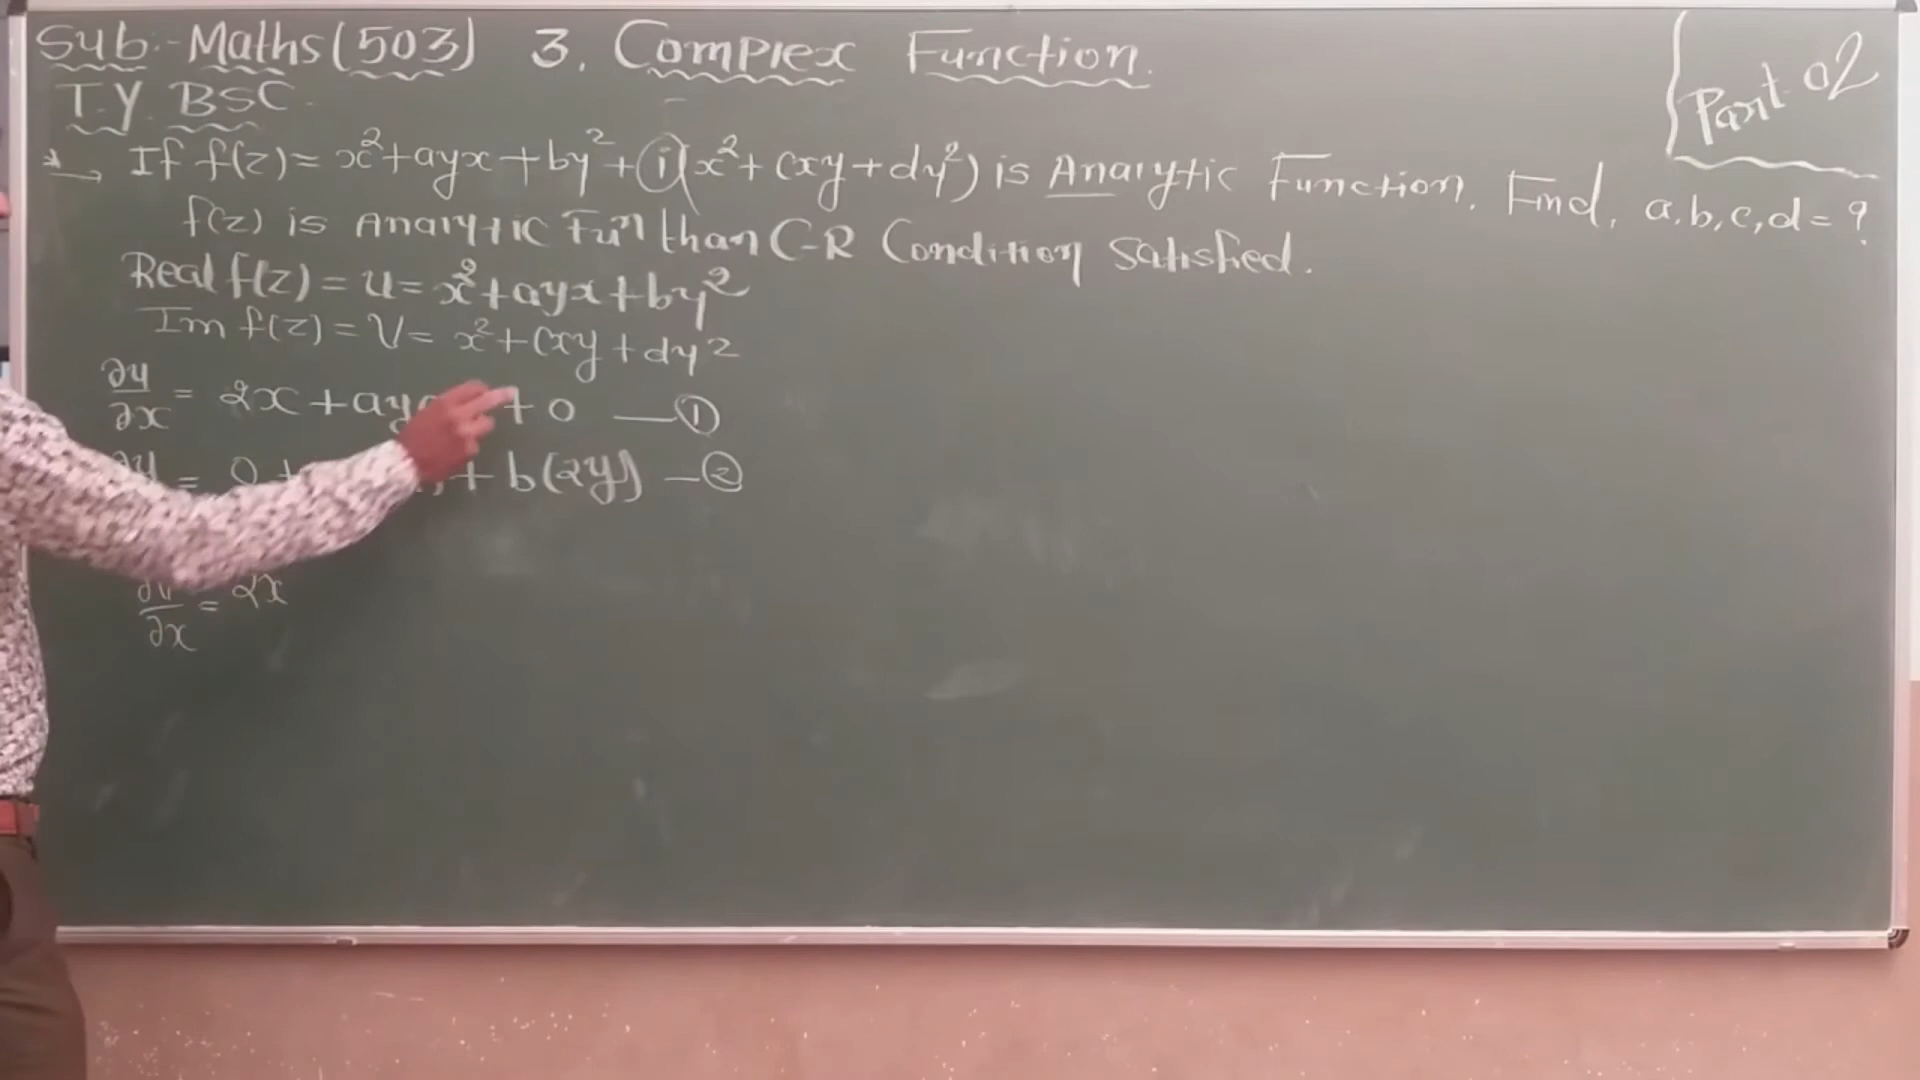 Sub:- Maths (503) 3. Complex Function.
T.Y. BSC.
Part 02
If f(z) = x²+ayx+by²+i(x²+cxy+dy²) is Analytic Function. Find, a,b,c,d = ?
f(z) is Analytic Fun than C-R Condition Satisfied.
Real f(z) = u = x²+ayx+by²
Im f(z) = V = x²+cxy+dy²
∂u/∂x = 2x+ay +0 —①
= 0+ +b(2y) —②
∂x = 2x